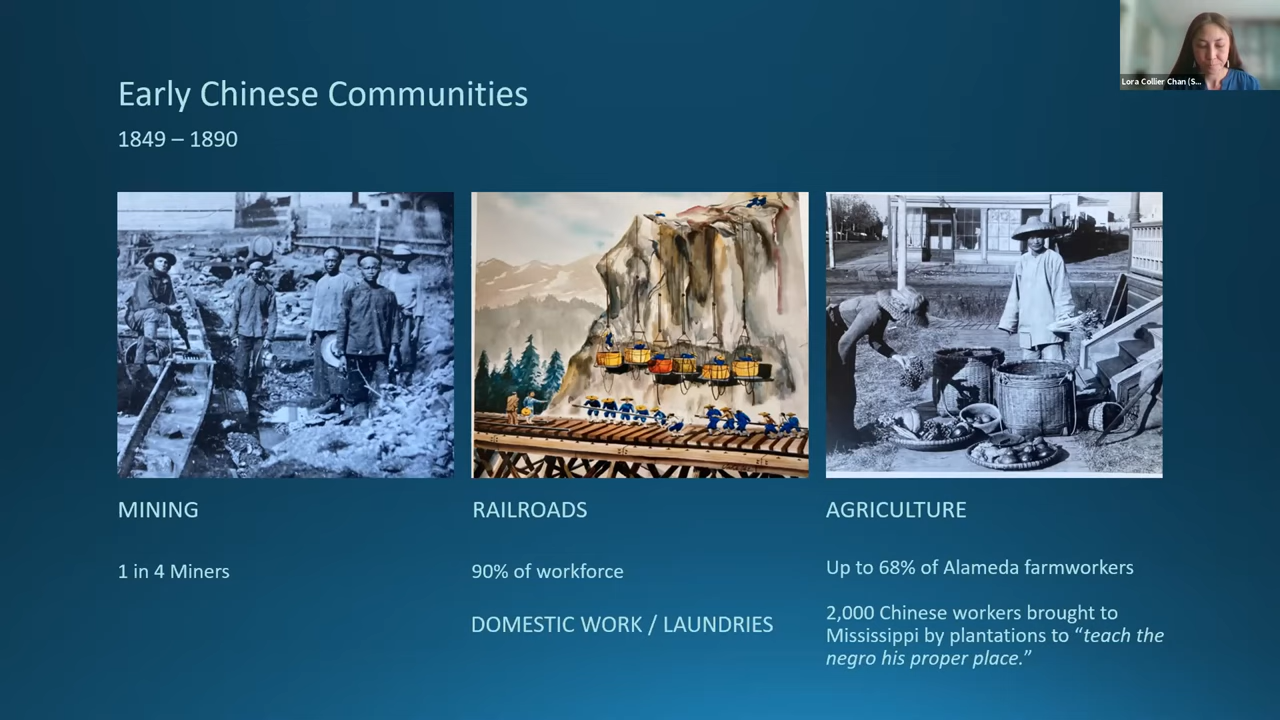 Lora Collier Chan (S...
Early Chinese Communities
1849 – 1890
MINING
1 in 4 Miners
RAILROADS
90% of workforce
DOMESTIC WORK / LAUNDRIES
AGRICULTURE
Up to 68% of Alameda farmworkers
2,000 Chinese workers brought to
Mississippi by plantations to “teach the
negro his proper place.”